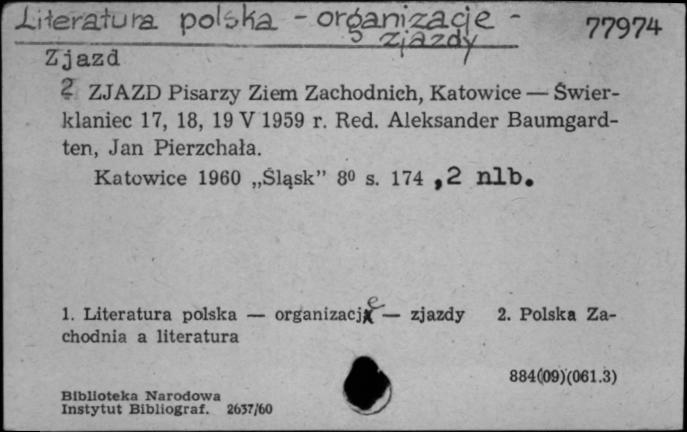 Literatura polska - organizacje -
zjazdy
77974
Zjazd
2 ZJAZD Pisarzy Ziem Zachodnich, Katowice — Świer-
klaniec 17, 18, 19 V 1959 r. Red. Aleksander Baumgard-
ten, Jan Pierzchała.
Katowice 1960 „Śląsk” 8⁰ s. 174 , 2 nlb.
1. Literatura polska — organizacje — zjazdy 2. Polska Za-
chodnia a literatura
884(09)(061.3)
Biblioteka Narodowa
Instytut Bibliograf. 2637/60